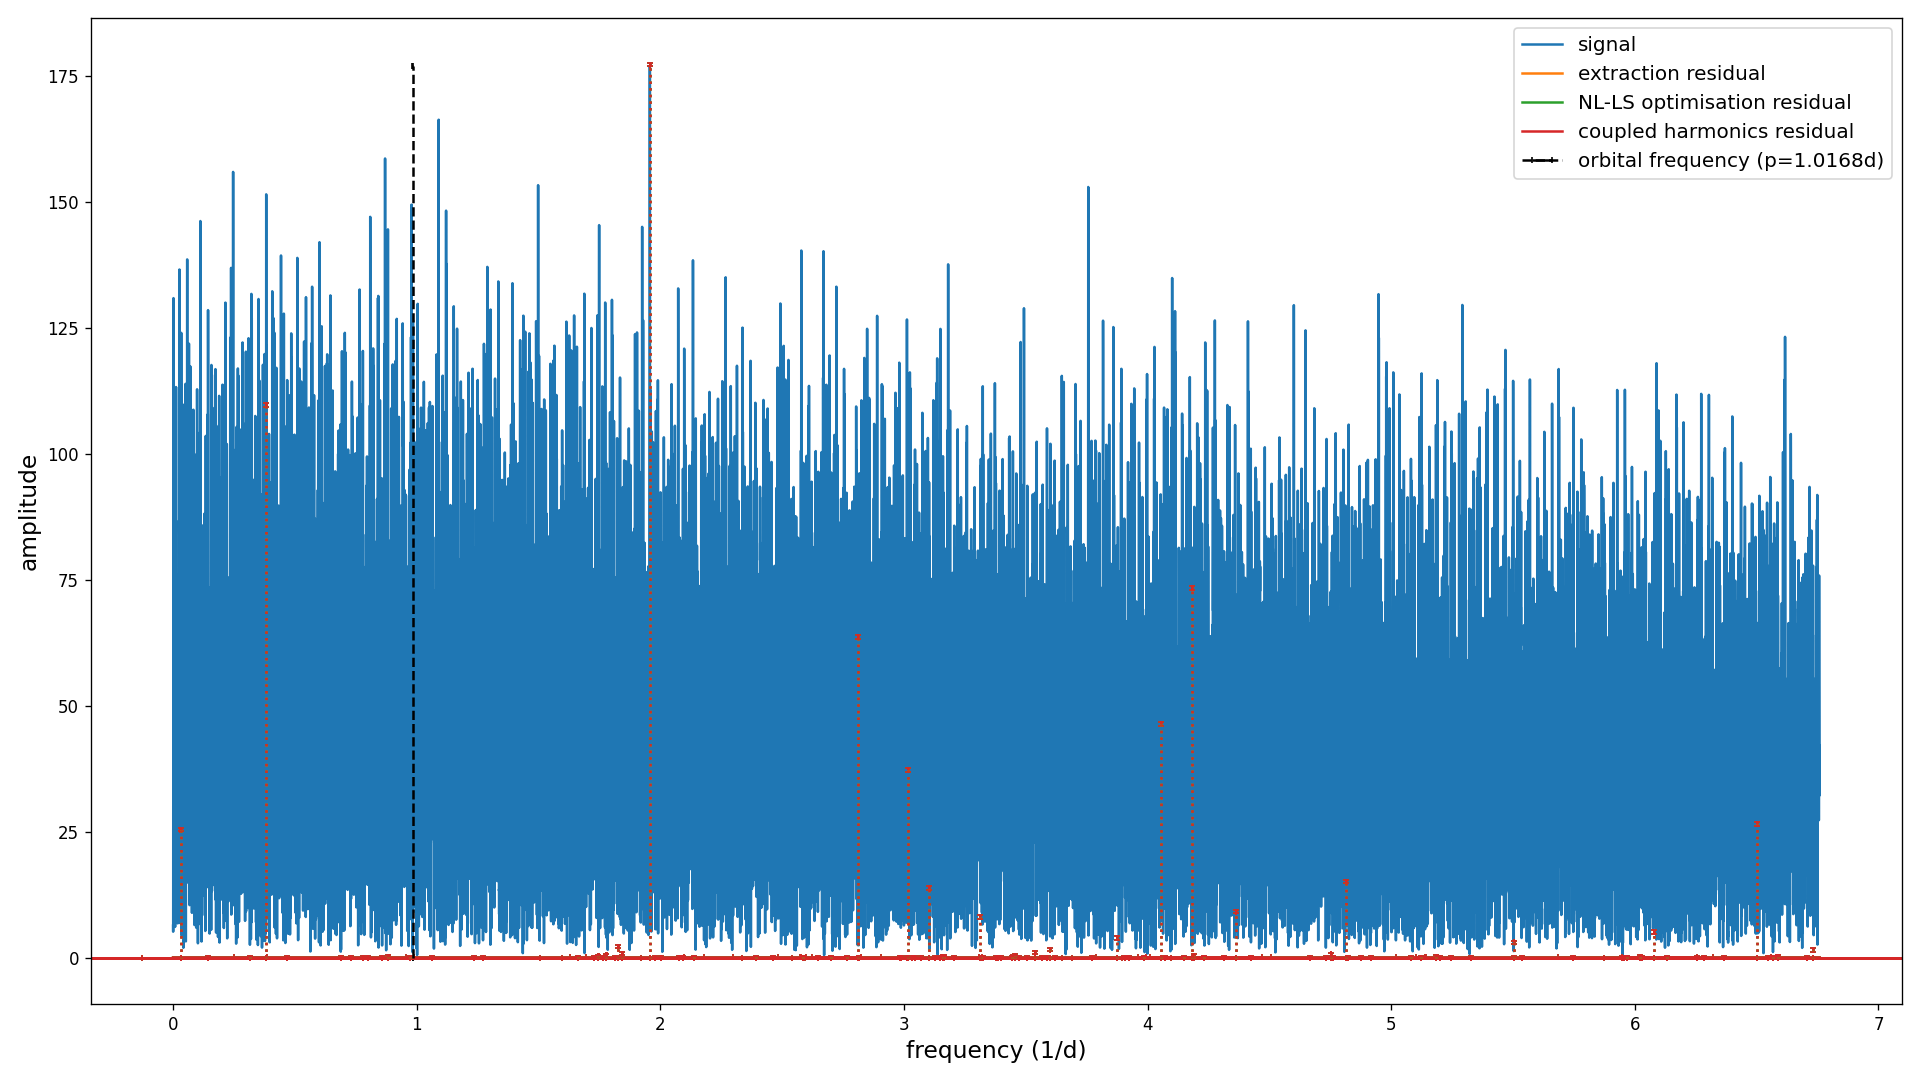 signal
extraction residual
NL-LS optimisation residual
coupled harmonics residual
orbital frequency (p=1.0168d)
amplitude
175
150
125
100
75
50
25
0
0 1 2 3 4 5 6 7
frequency (1/d)